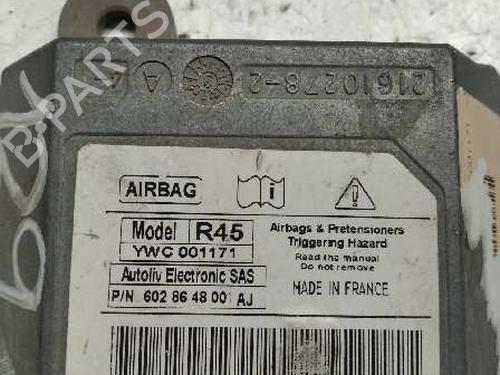 21610278-2
A
AIRBAG
i
!
Model R45
YWC 001171
Autoliv Electronic SAS
P/N 602 86 48 00 AJ
Airbags & Pretensioners
Triggering Hazard
Read the manual
Do not remove
MADE IN FRANCE
B-PARTS